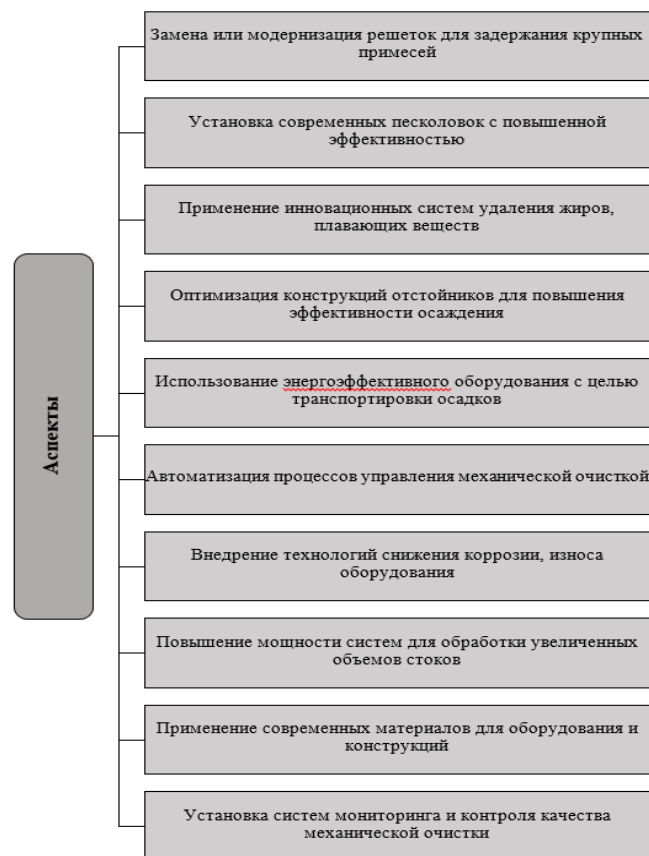 Аспекты
Замена или модернизация решеток для задержания крупных
примесей
Установка современных песколовок с повышенной
эффективностью
Применение инновационных систем удаления жиров,
плавающих веществ
Оптимизация конструкций отстойников для повышения
эффективности осаждения
Использование энергоэффективного оборудования с целью
транспортировки осадков
Автоматизация процессов управления механической очисткой
Внедрение технологий снижения коррозии, износа
оборудования
Повышение мощности систем для обработки увеличенных
объемов стоков
Применение современных материалов для оборудования и
конструкций
Установка систем мониторинга и контроля качества
механической очистки